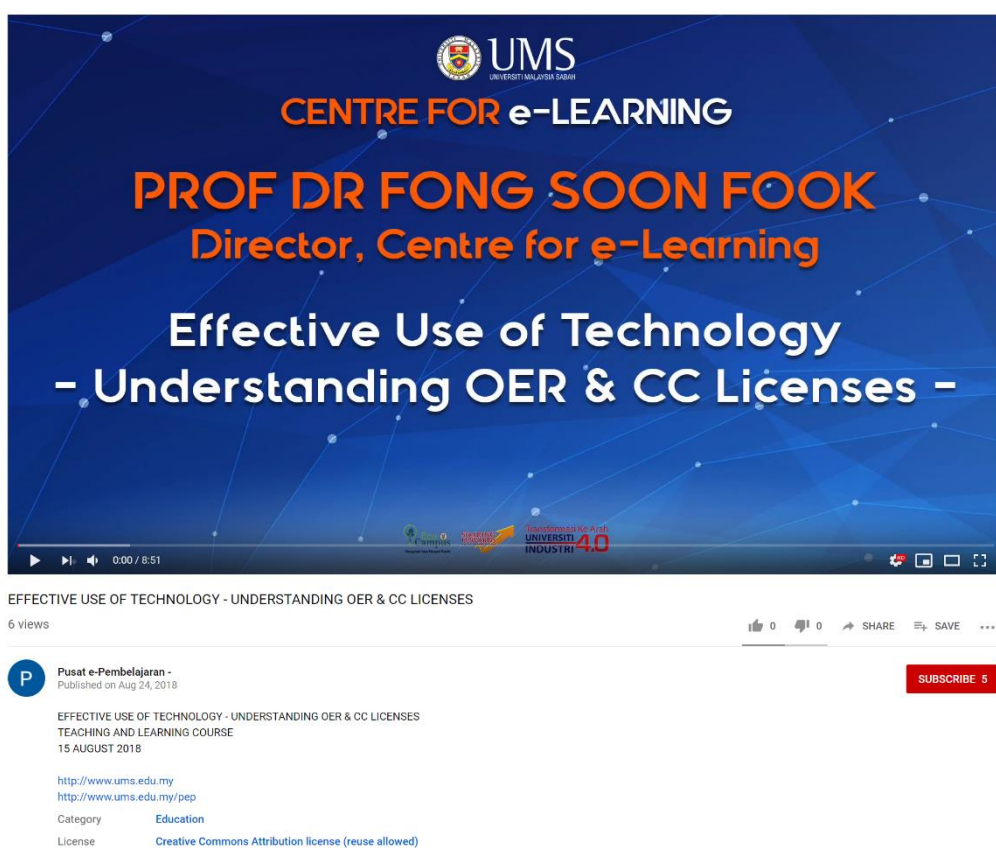 UMS
UNIVERSITI MALAYSIA SABAH
CENTRE FOR e-LEARNING
PROF DR FONG SOON FOOK
Director, Centre for e-Learning
Effective Use of Technology
- Understanding OER & CC Licenses -
Eco Campus
Transformasi Ke Arah
UNIVERSITI
INDUSTRI 4.0
0:00 / 8:51
HD
EFFECTIVE USE OF TECHNOLOGY - UNDERSTANDING OER & CC LICENSES
6 views
0 0 SHARE SAVE
P
Pusat e-Pembelajaran -
Published on Aug 24, 2018
SUBSCRIBE 5
EFFECTIVE USE OF TECHNOLOGY - UNDERSTANDING OER & CC LICENSES
TEACHING AND LEARNING COURSE
15 AUGUST 2018
http://www.ums.edu.my
http://www.ums.edu.my/pep
Category Education
License Creative Commons Attribution license (reuse allowed)